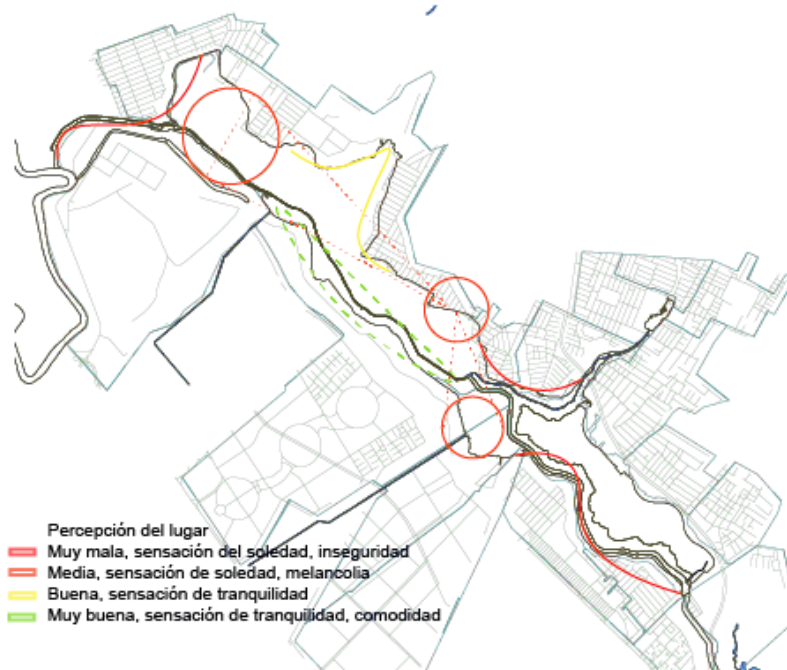 Percepción del lugar
Muy mala, sensación del soledad, inseguridad
Media, sensación de soledad, melancolia
Buena, sensación de tranquilidad
Muy buena, sensación de tranquilidad, comodidad